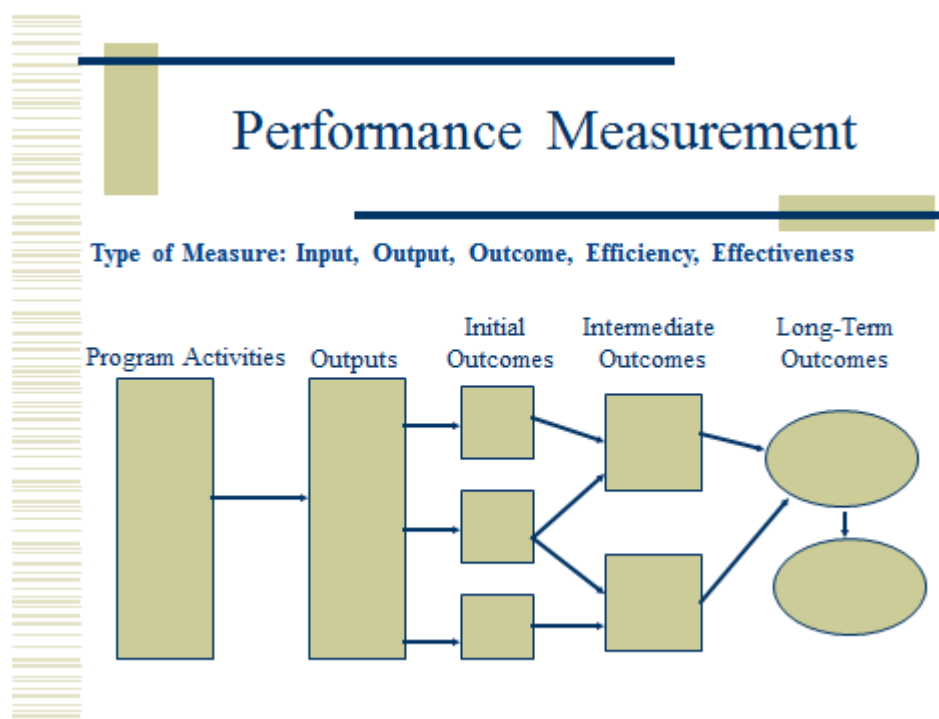 Performance Measurement
Type of Measure: Input, Output, Outcome, Efficiency, Effectiveness
Program Activities
Outputs
Initial
Outcomes
Intermediate
Outcomes
Long-Term
Outcomes